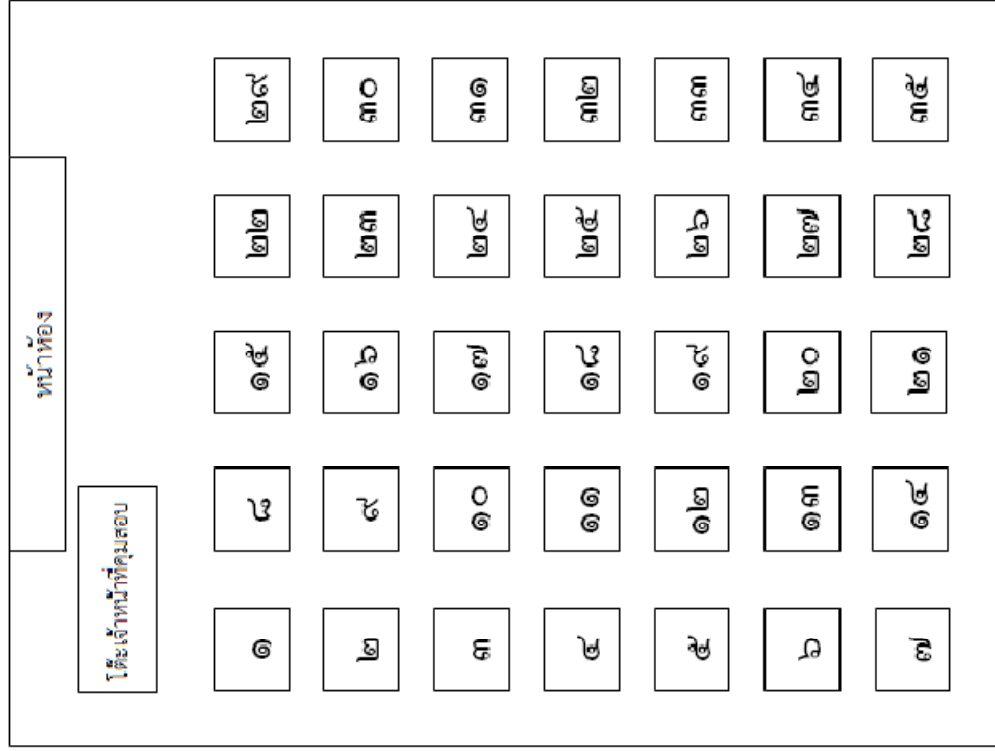 หน้าห้อง
โต๊ะเจ้าหน้าที่คุมสอบ
๑ ๘ ๑๕ ๒๒ ๒๙
๒ ๙ ๑๖ ๒๓ ๓๐
๓ ๑๐ ๑๗ ๒๔ ๓๑
๔ ๑๑ ๑๘ ๒๕ ๓๒
๕ ๑๒ ๑๙ ๒๖ ๓๓
๖ ๑๓ ๒๐ ๒๗ ๓๔
๗ ๑๔ ๒๑ ๒๘ ๓๕